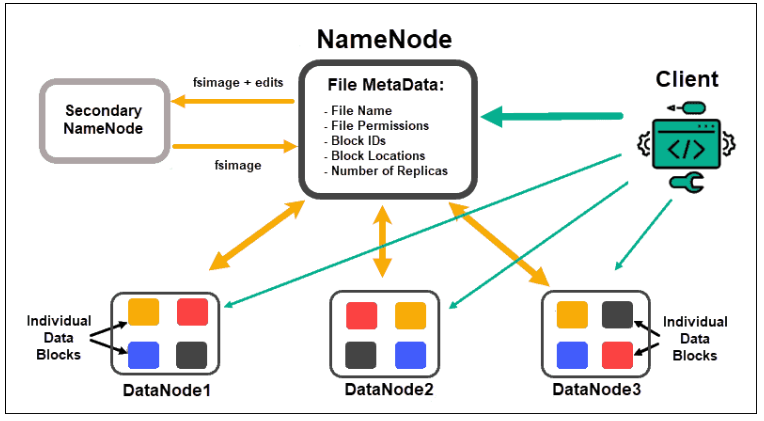 NameNode
fsimage + edits
File MetaData:
- File Name
- File Permissions
- Block IDs
- Block Locations
- Number of Replicas
Secondary
NameNode
fsimage
Client
</>
Individual
Data
Blocks
DataNode1
DataNode2
DataNode3
Individual
Data
Blocks